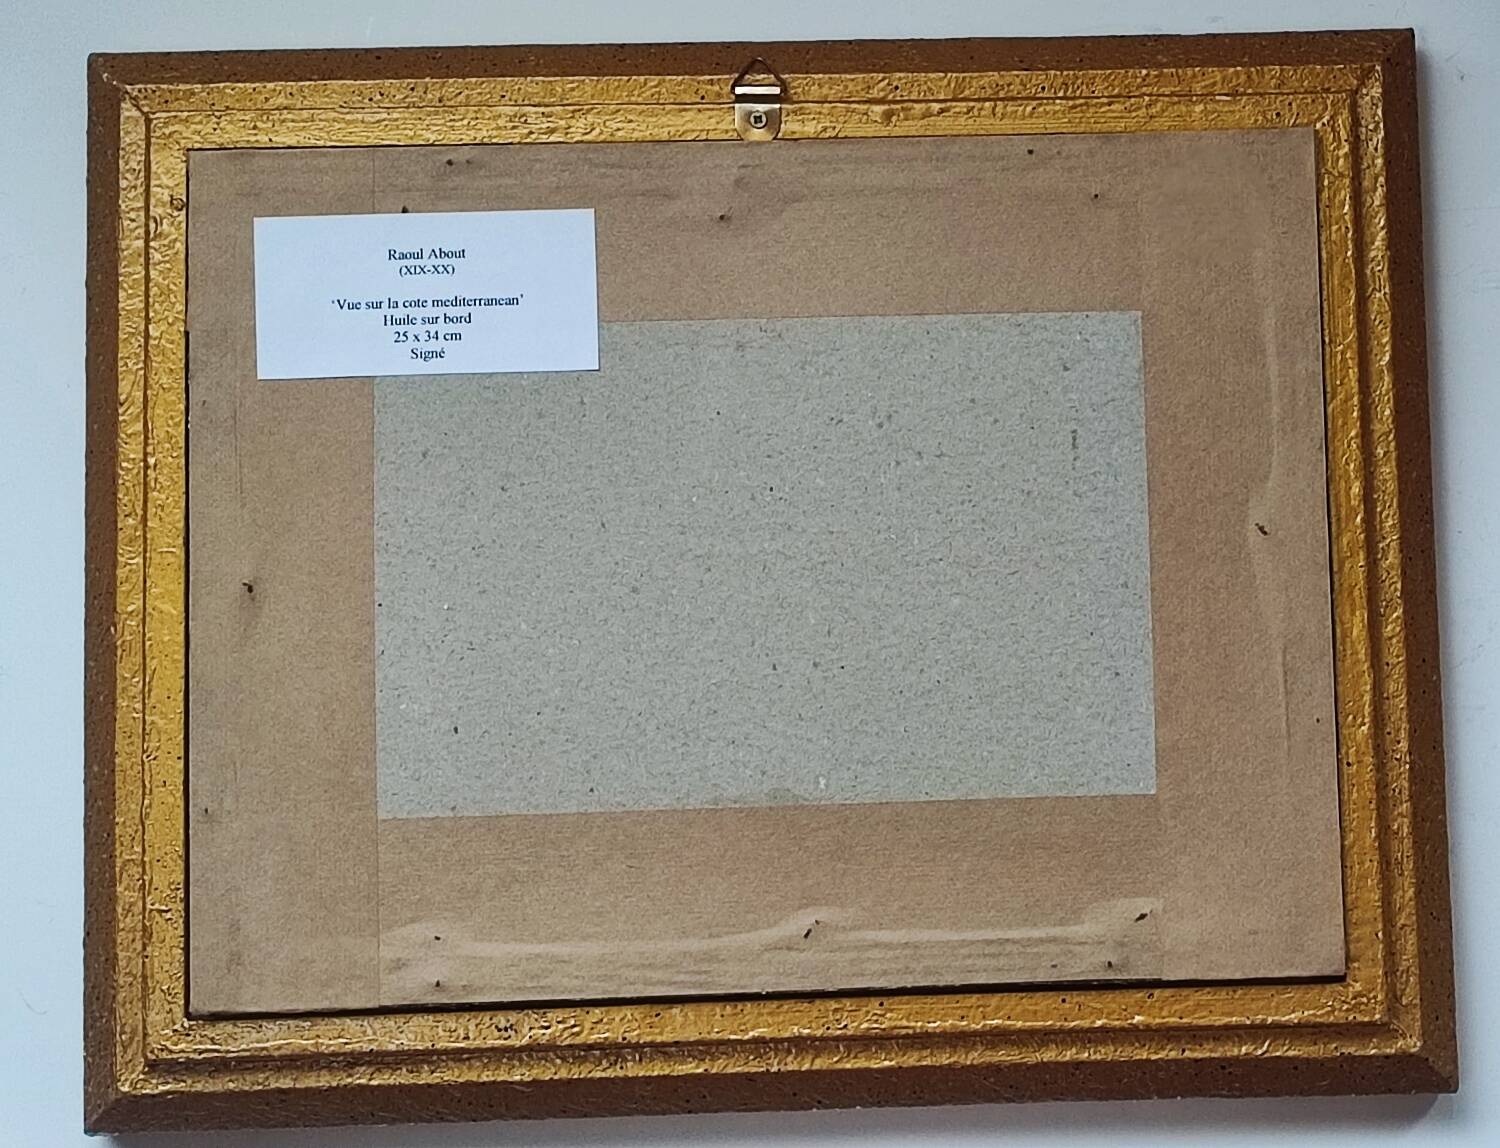 Raoul About
(XIX-XX)
'Vue sur la cote mediterranean'
Huile sur bord
25 x 34 cm
Signé